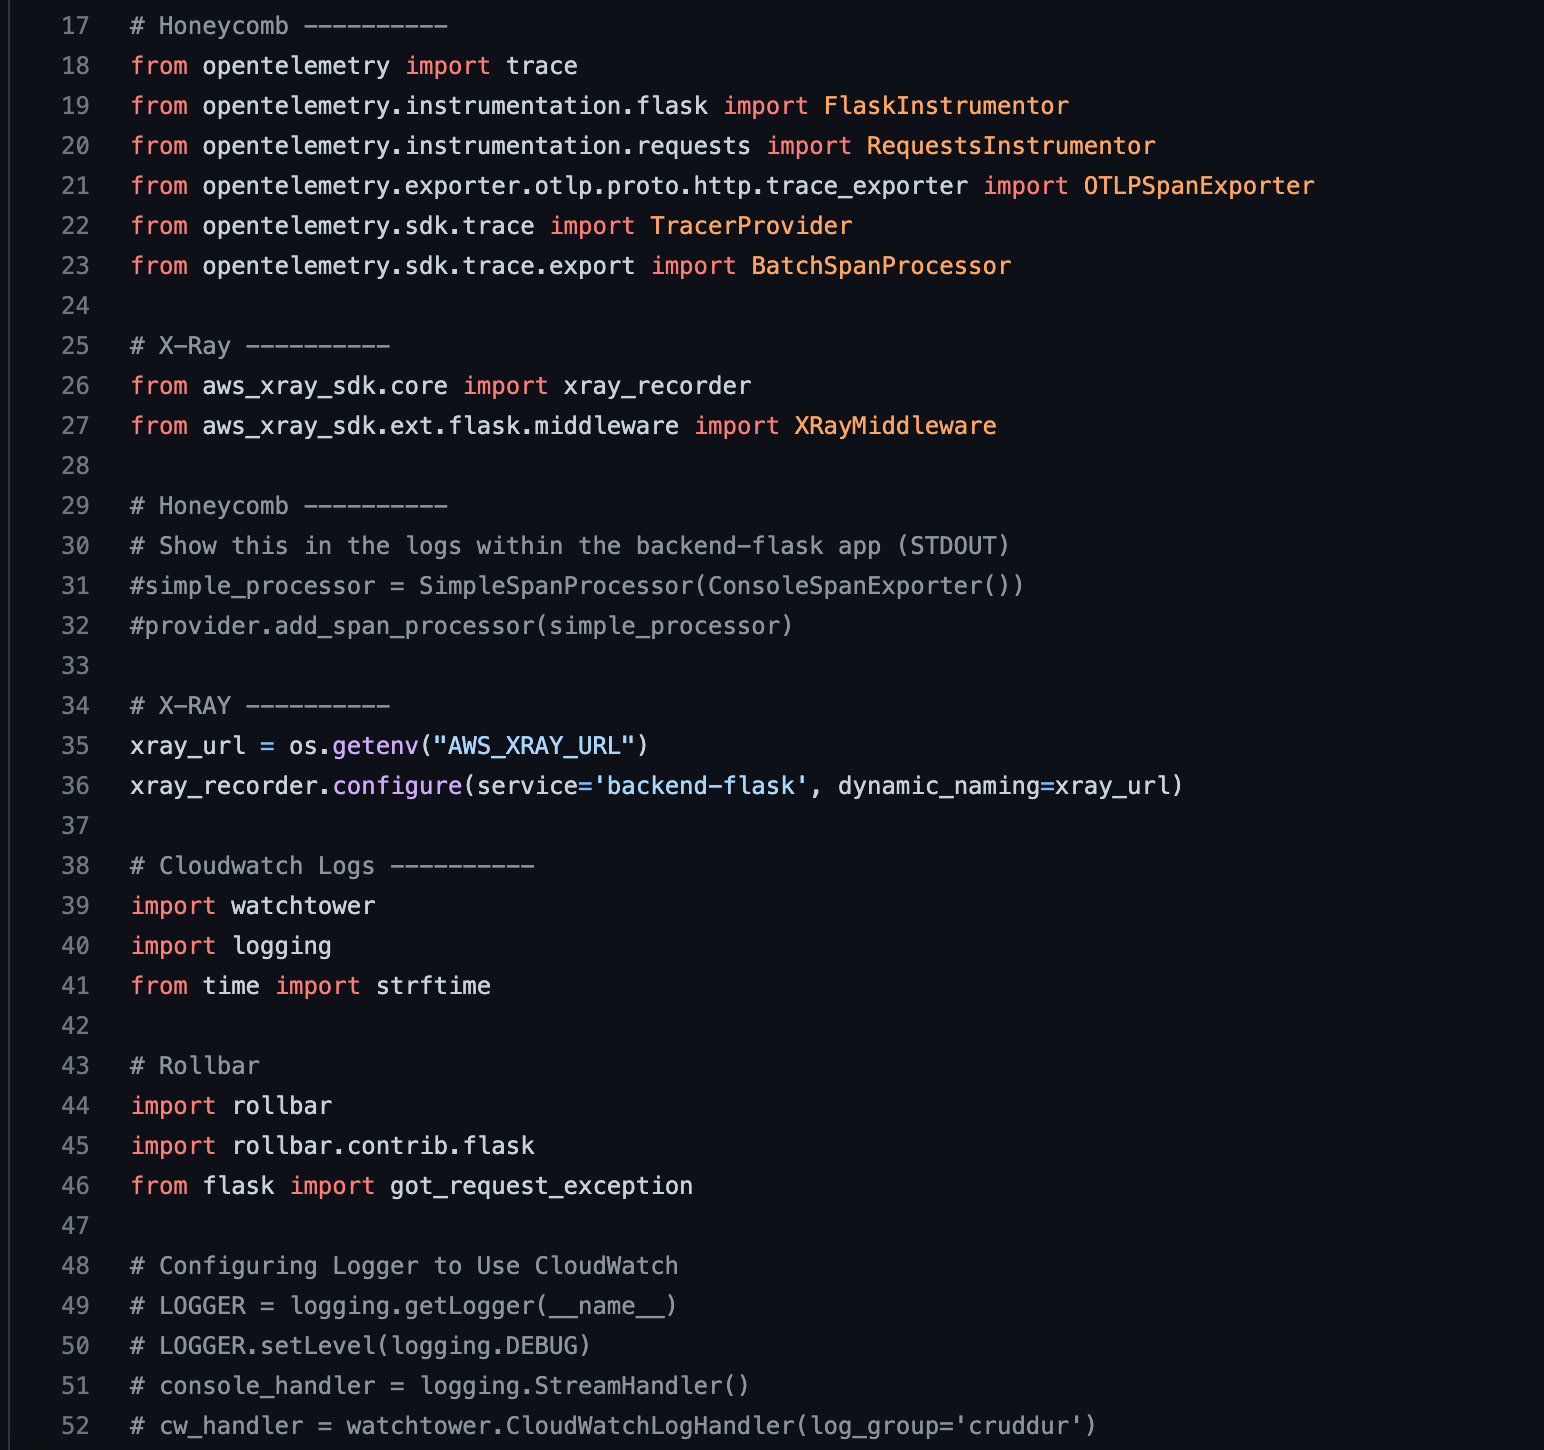 17 # Honeycomb ----------
18 from opentelemetry import trace
19 from opentelemetry.instrumentation.flask import FlaskInstrumentor
20 from opentelemetry.instrumentation.requests import RequestsInstrumentor
21 from opentelemetry.exporter.otlp.proto.http.trace_exporter import OTLPSpanExporter
22 from opentelemetry.sdk.trace import TracerProvider
23 from opentelemetry.sdk.trace.export import BatchSpanProcessor
24
25 # X-Ray ----------
26 from aws_xray_sdk.core import xray_recorder
27 from aws_xray_sdk.ext.flask.middleware import XRayMiddleware
28
29 # Honeycomb ----------
30 # Show this in the logs within the backend-flask app (STDOUT)
31 #simple_processor = SimpleSpanProcessor(ConsoleSpanExporter())
32 #provider.add_span_processor(simple_processor)
33
34 # X-RAY ----------
35 xray_url = os.getenv("AWS_XRAY_URL")
36 xray_recorder.configure(service='backend-flask', dynamic_naming=xray_url)
37
38 # Cloudwatch Logs ----------
39 import watchtower
40 import logging
41 from time import strftime
42
43 # Rollbar
44 import rollbar
45 import rollbar.contrib.flask
46 from flask import got_request_exception
47
48 # Configuring Logger to Use CloudWatch
49 # LOGGER = logging.getLogger(__name__)
50 # LOGGER.setLevel(logging.DEBUG)
51 # console_handler = logging.StreamHandler()
52 # cw_handler = watchtower.CloudWatchLogHandler(log_group='cruddur')